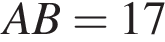 AB = 17